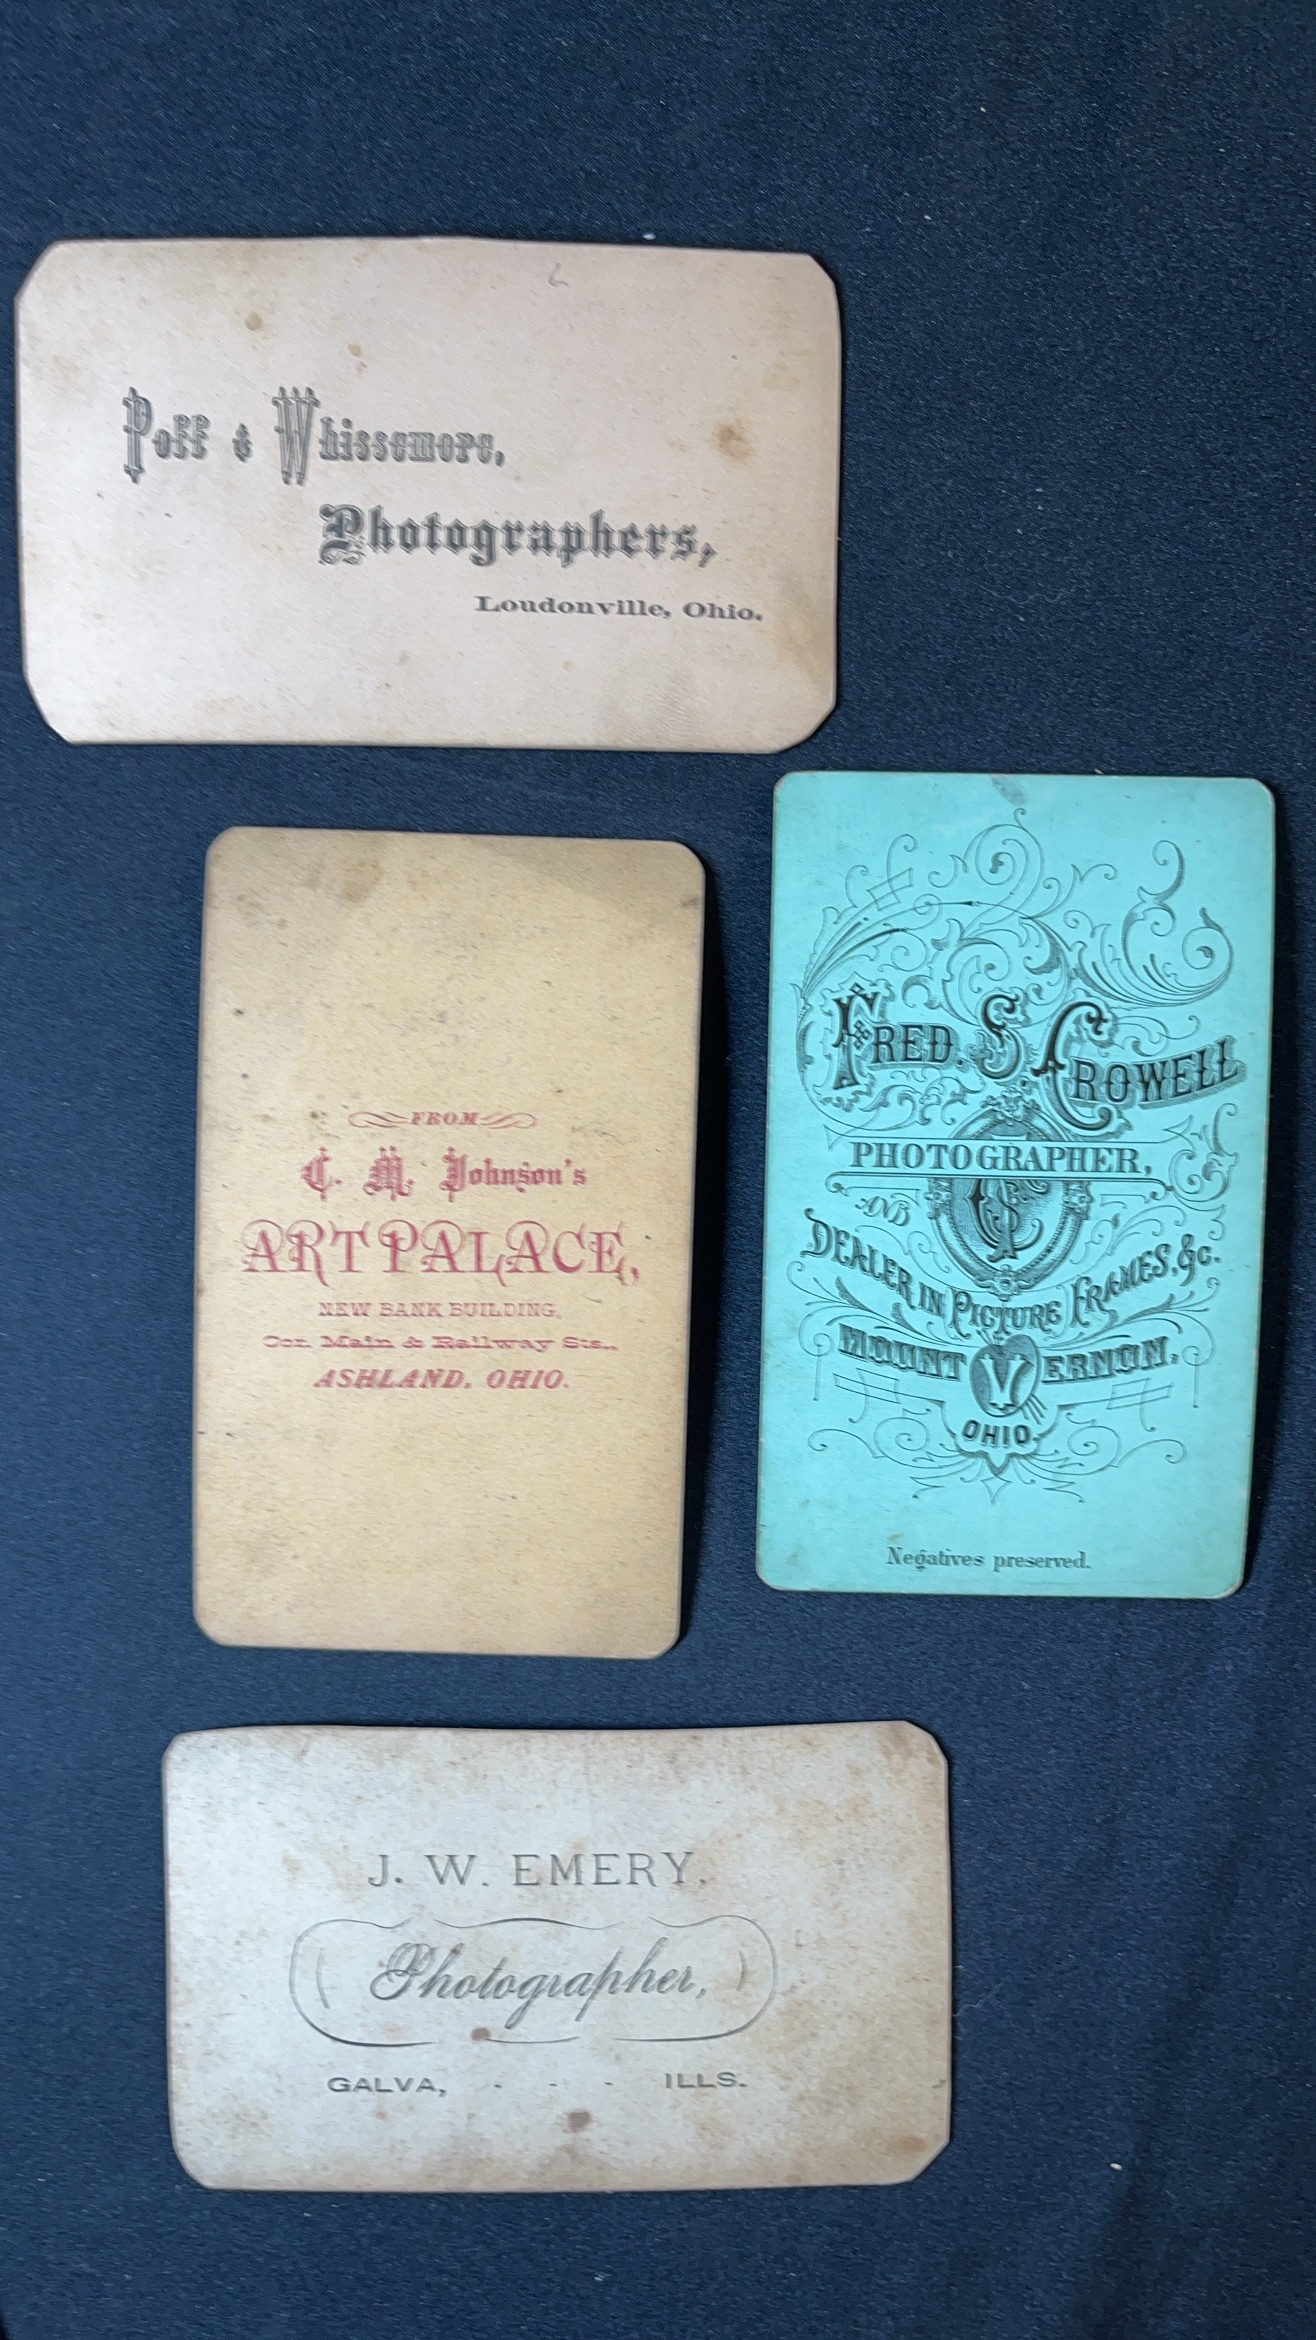 Poff & Whissemore,
Photographers,
Loudonville, Ohio.
FROM
C. M. Johnson's
ART PALACE,
NEW BANK BUILDING,
Cor. Main & Railway Sts.,
ASHLAND, OHIO.
FRED. S. CROWELL
PHOTOGRAPHER,
AND
DEALER IN PICTURE FRAMES, &c.
MOUNT VERNON,
OHIO.
Negatives preserved.
J. W. EMERY,
Photographer,
GALVA, - - - ILLS.